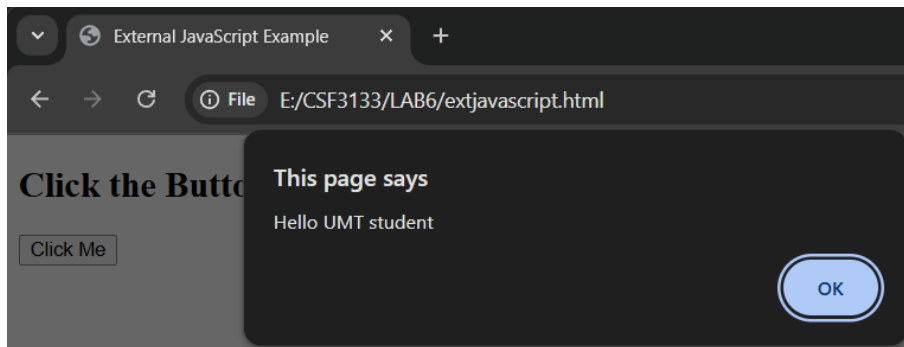 External JavaScript Example
File E:/CSF3133/LAB6/extjavascript.html
Click the
This page says
Hello UMT student
Click Me
OK